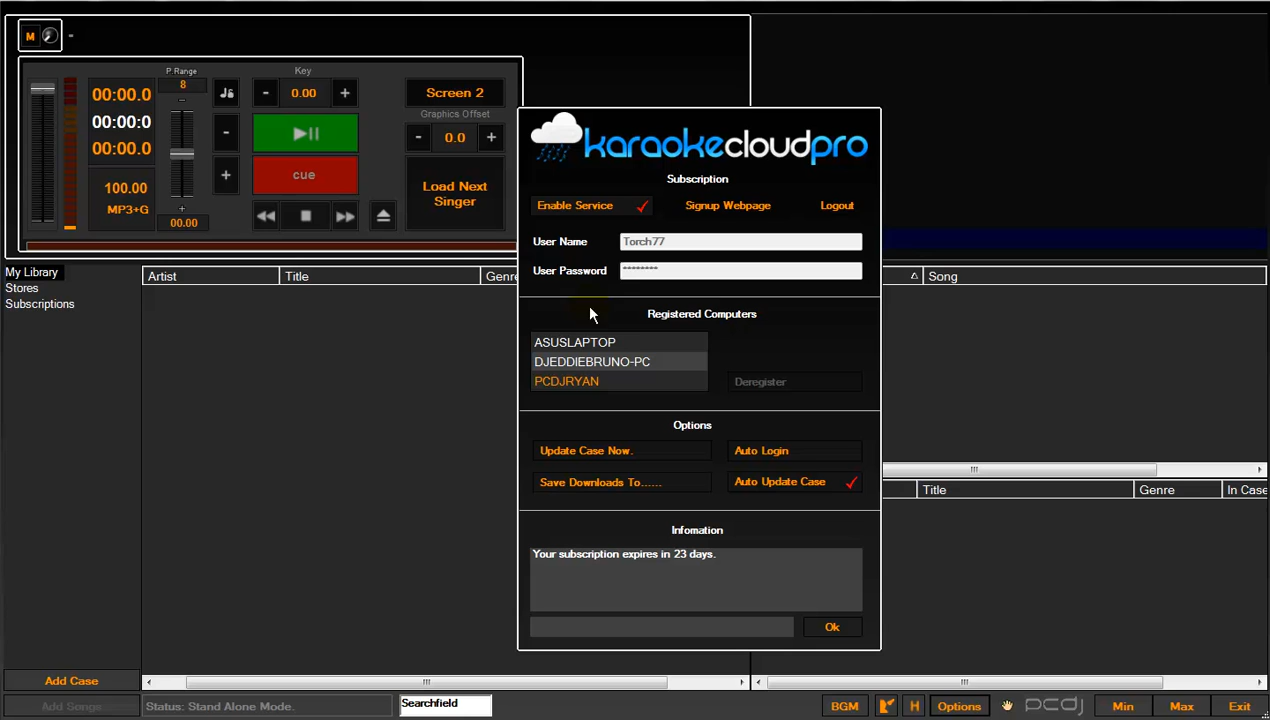 M -
P.Range
8
Key
00:00.0
00:00:0
00:00.0
- 0.00 +
Screen 2
Graphics Offset
- 0.0 +
-
+
cue
100.00
MP3+G
+
00.00
Load Next
Singer
karaokecloudpro
Subscription
Enable Service
Signup Webpage
Logout
User Name Torch77
User Password ********
Registered Computers
ASUSLAPTOP
DJEDDIEBRUNO-PC
PCDJRYAN
Deregister
Options
Update Case Now.
Auto Login
Save Downloads To......
Auto Update Case
Infomation
Your subscription expires in 23 days.
Ok
My Library
Stores
Subscriptions
Artist Title Genre
Song
Title Genre In Case
Add Case
Add Songs
Status: Stand Alone Mode.
Searchfield
BGM
H
Options
pcdj
Min
Max
Exit